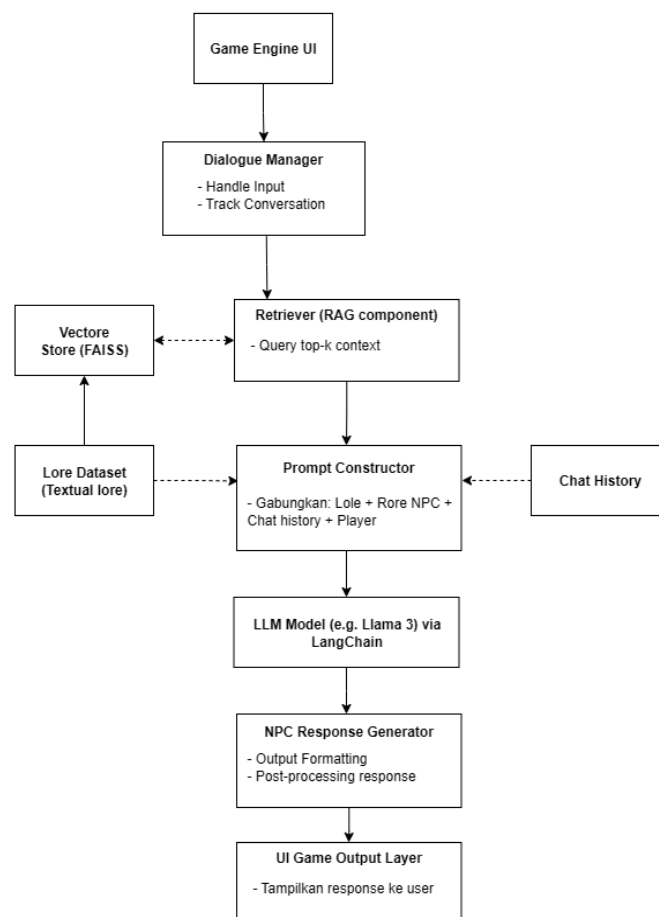 Game Engine UI
Dialogue Manager
- Handle Input
- Track Conversation
Vectore
Store (FAISS)
Retriever (RAG component)
- Query top-k context
Lore Dataset
(Textual lore)
Prompt Constructor
- Gabungkan: Lole + Rore NPC +
Chat history + Player
Chat History
LLM Model (e.g. Llama 3) via
LangChain
NPC Response Generator
- Output Formatting
- Post-processing response
UI Game Output Layer
- Tampilkan response ke user